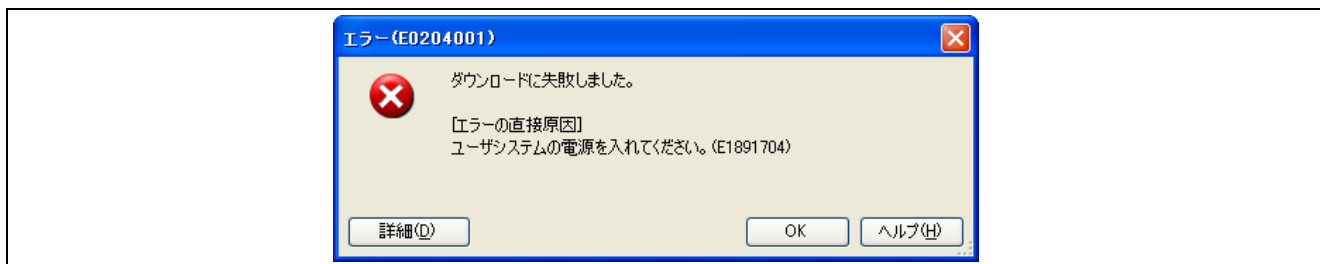 エラー(E0204001)
ダウンロードに失敗しました。
[エラーの直接原因]
ユーザシステムの電源を入れてください。(E1891704)
詳細(D) OK ヘルプ(H)